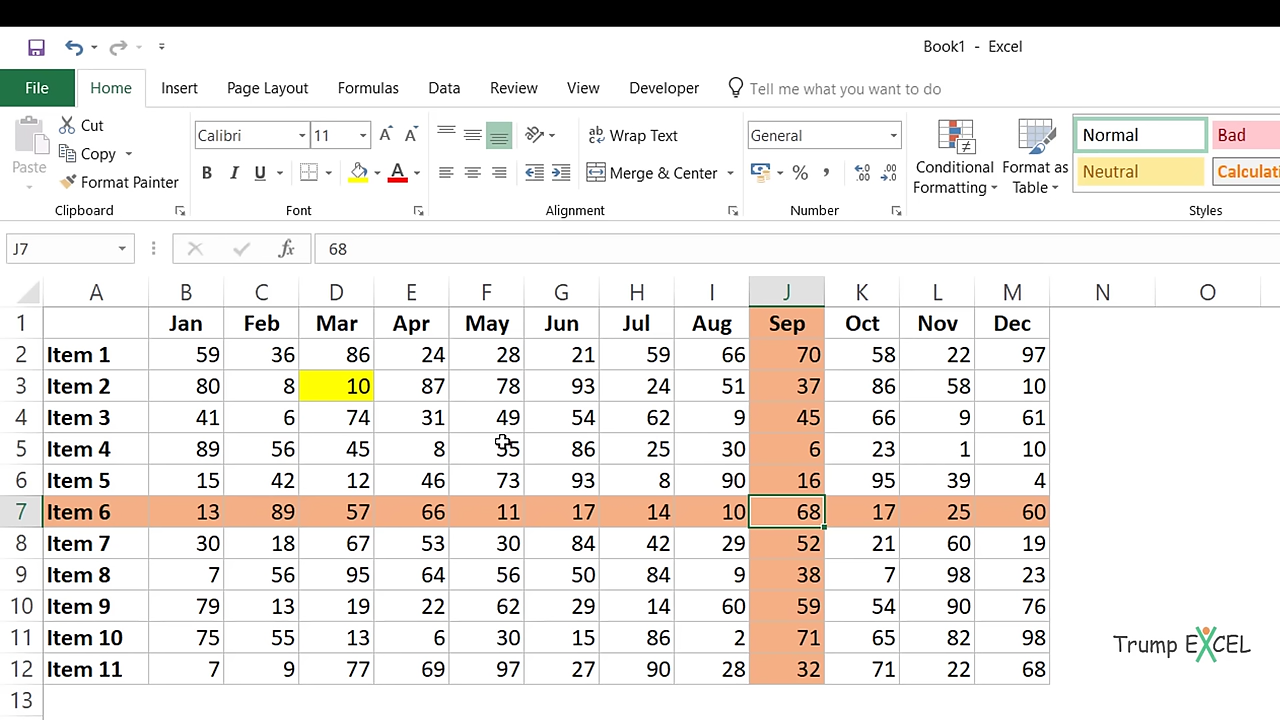 Book1 - Excel
File Home Insert Page Layout Formulas Data Review View Developer Tell me what you want to do
Paste
Cut
Copy
Format Painter
Clipboard
Calibri 11 A A
B I U A
Font
ab Wrap Text
Merge & Center
Alignment
General
% , .0 .00 .00 .0
Number
Conditional Formatting
Format as Table
Normal Bad
Neutral Calculati
Styles
J7 fx 68
A B C D E F G H I J K L M N O
1 Jan Feb Mar Apr May Jun Jul Aug Sep Oct Nov Dec
2 Item 1 59 36 86 24 28 21 59 66 70 58 22 97
3 Item 2 80 8 10 87 78 93 24 51 37 86 58 10
4 Item 3 41 6 74 31 49 54 62 9 45 66 9 61
5 Item 4 89 56 45 8 55 86 25 30 6 23 1 10
6 Item 5 15 42 12 46 73 93 8 90 16 95 39 4
7 Item 6 13 89 57 66 11 17 14 10 68 17 25 60
8 Item 7 30 18 67 53 30 84 42 29 52 21 60 19
9 Item 8 7 56 95 64 56 50 84 9 38 7 98 23
10 Item 9 79 13 19 22 62 29 14 60 59 54 90 76
11 Item 10 75 55 13 6 30 15 86 2 71 65 82 98
12 Item 11 7 9 77 69 97 27 90 28 32 71 22 68
13
Trump EXCEL